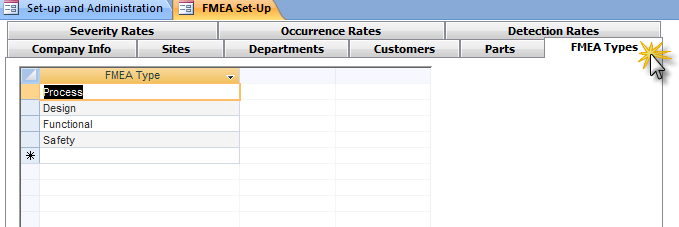 Set-up and Administration FMEA Set-Up
Severity Rates Occurrence Rates Detection Rates
Company Info Sites Departments Customers Parts FMEA Types
FMEA Type
Process
Design
Functional
Safety